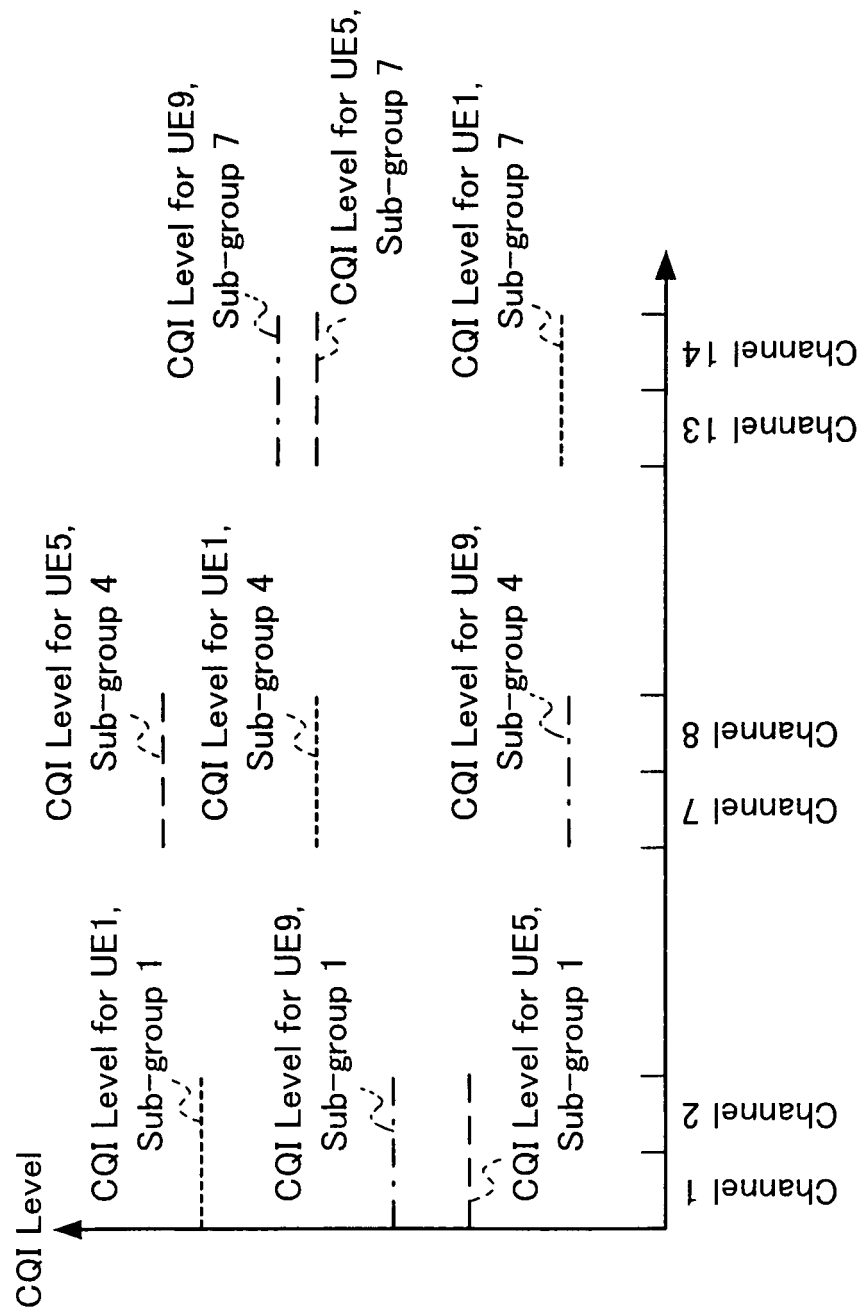 CQI Level
CQI Level for UE1,
Sub-group 1
CQI Level for UE9,
Sub-group 1
CQI Level for UE5,
Sub-group 1
CQI Level for UE5,
Sub-group 4
CQI Level for UE1,
Sub-group 4
CQI Level for UE9,
Sub-group 4
CQI Level for UE9,
Sub-group 7
CQI Level for UE5,
Sub-group 7
CQI Level for UE1,
Sub-group 7
Channel 1
Channel 2
Channel 7
Channel 8
Channel 13
Channel 14